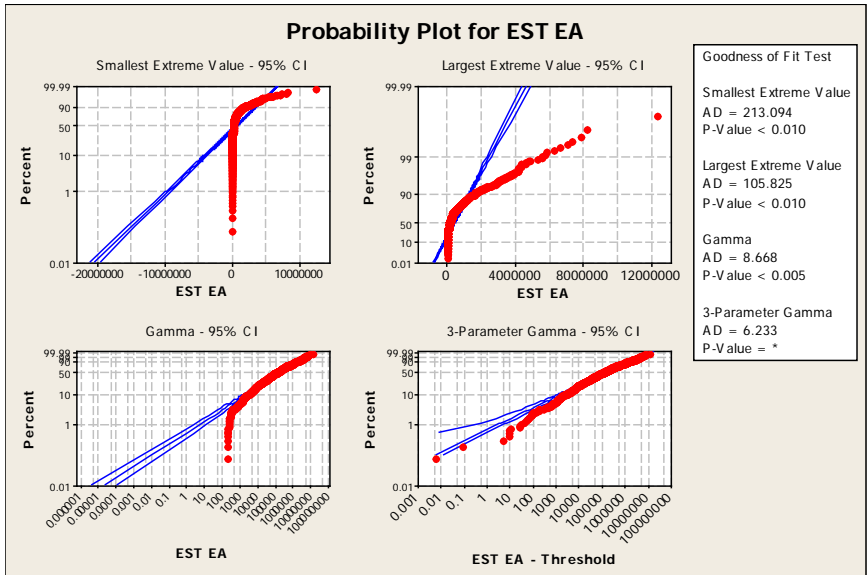 Probability Plot for EST EA
Smallest Extreme Value - 95% CI
99.99
90
50
10
1
0.01
Percent
-20000000 -10000000 0 10000000
EST EA
Largest Extreme Value - 95% CI
99.99
99
90
50
10
0.01
Percent
0 4000000 8000000 12000000
EST EA
Gamma - 95% CI
99.99
50
10
1
0.01
Percent
0.000001 0.00001 0.0001 0.001 0.01 0.1 1 10 100 1000 10000 100000 1000000 10000000 100000000
EST EA
3-Parameter Gamma - 95% CI
99.99
50
10
1
0.01
Percent
0.001 0.01 0.1 1 10 100 1000 10000 100000 1000000 10000000 100000000
EST EA - Threshold
Goodness of Fit Test
Smallest Extreme Value
AD = 213.094
P-Value < 0.010
Largest Extreme Value
AD = 105.825
P-Value < 0.010
Gamma
AD = 8.668
P-Value < 0.005
3-Parameter Gamma
AD = 6.233
P-Value = *